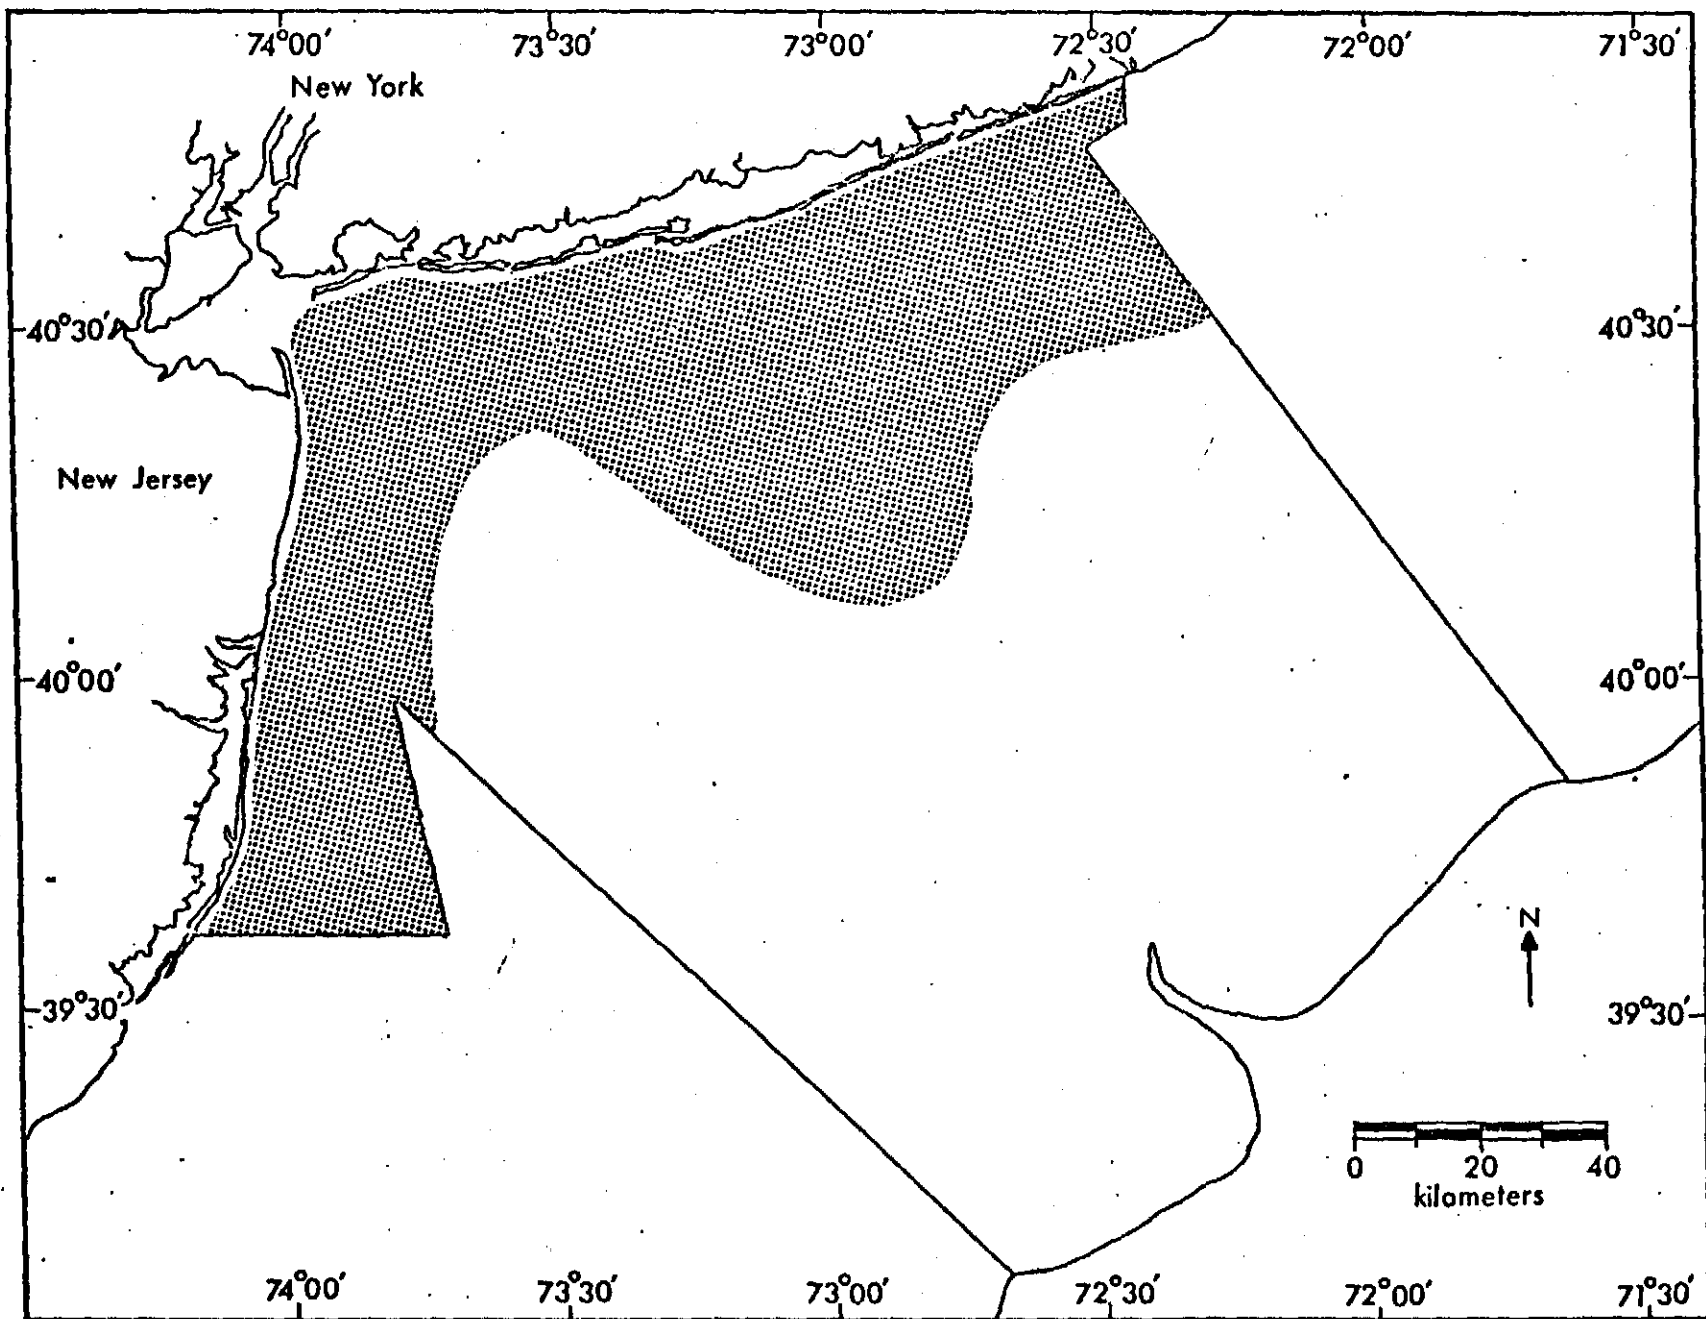 74°00′ 73°30′ 73°00′ 72°30′ 72°00′ 71°30′
New York
40°30′ 40°30′
New Jersey
40°00′ 40°00′
N
39°30′ 39°30′
0 20 40
kilometers
74°00′ 73°30′ 73°00′ 72°30′ 72°00′ 71°30′